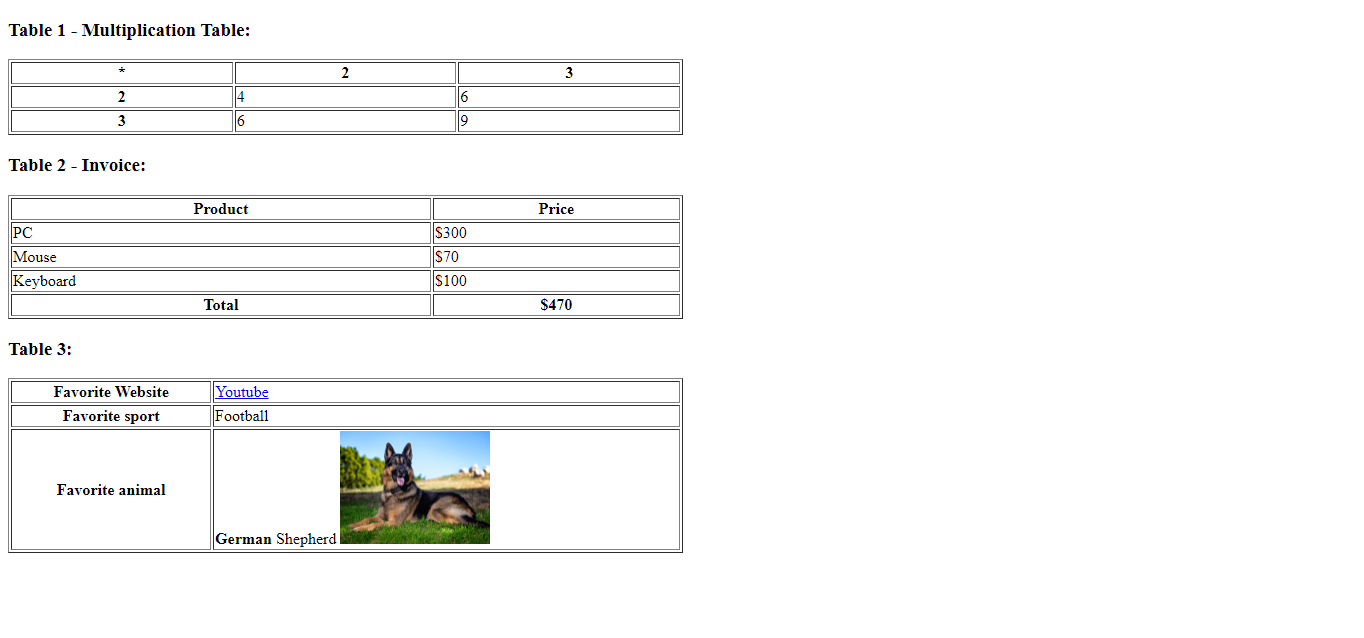 Table 1 - Multiplication Table:
* 2 3
2 4 6
3 6 9
Table 2 - Invoice:
Product Price
PC $300
Mouse $70
Keyboard $100
Total $470
Table 3:
Favorite Website Youtube
Favorite sport Football
Favorite animal German Shepherd